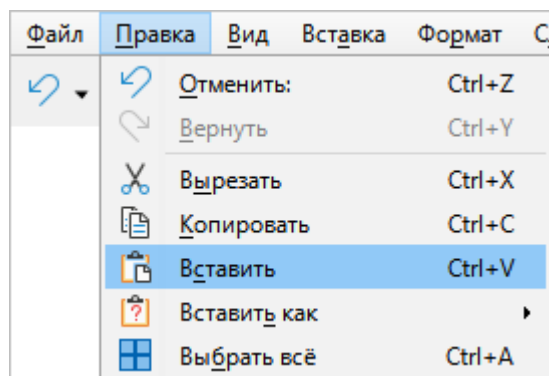 Файл Правка Вид Вставка Формат
Отменить: Ctrl+Z
Вернуть Ctrl+Y
Вырезать Ctrl+X
Копировать Ctrl+C
Вставить Ctrl+V
Вставить как
Выбрать всё Ctrl+A